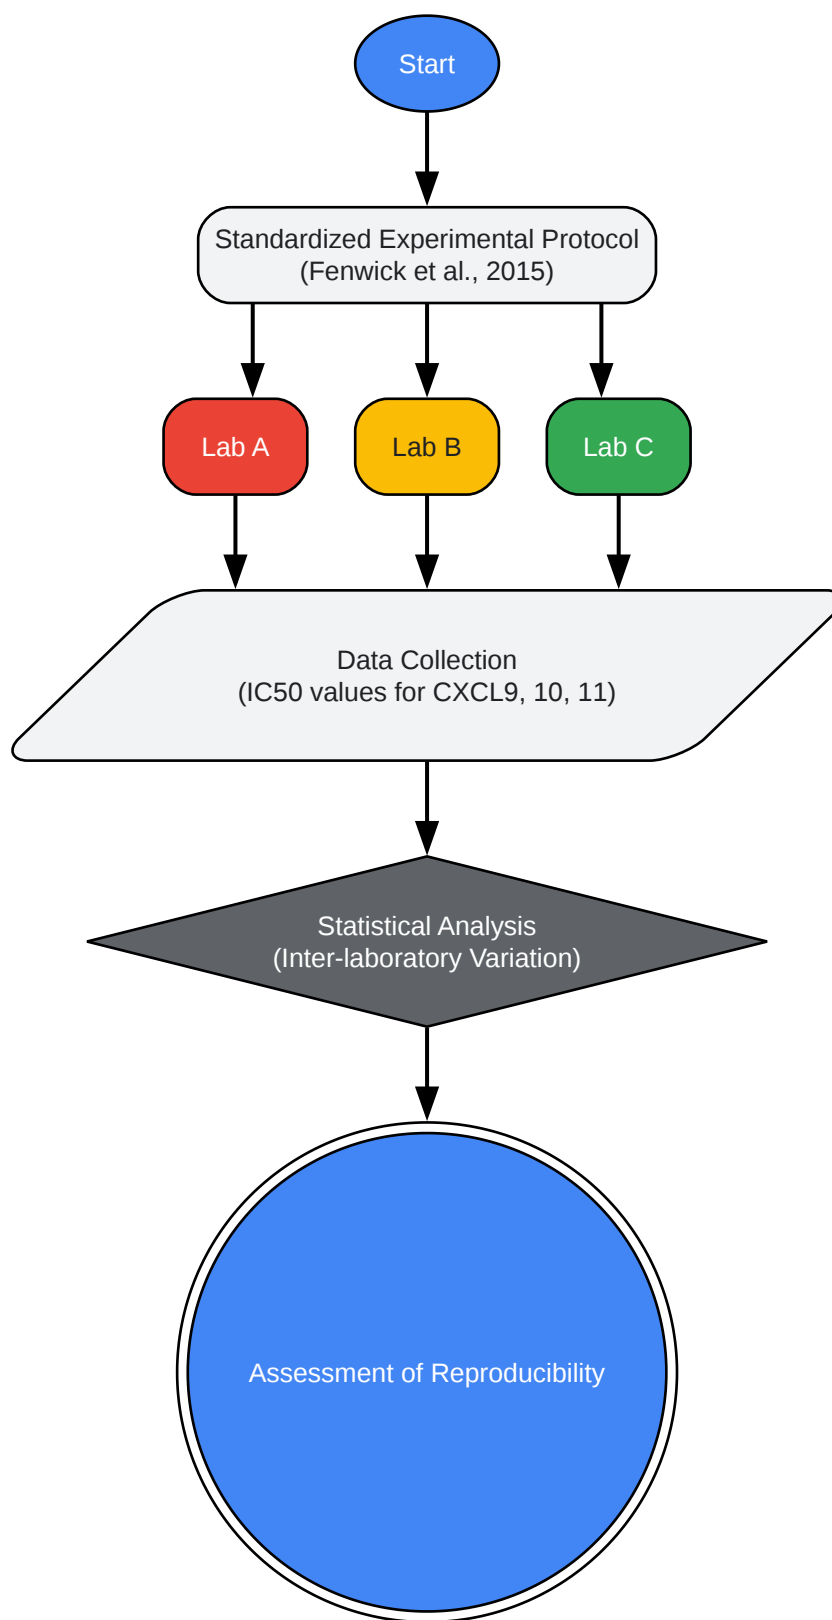 Start
Standardized Experimental Protocol
(Fenwick et al., 2015)
Lab A
Lab B
Lab C
Data Collection
(IC50 values for CXCL9, 10, 11)
Statistical Analysis
(Inter-laboratory Variation)
Assessment of Reproducibility